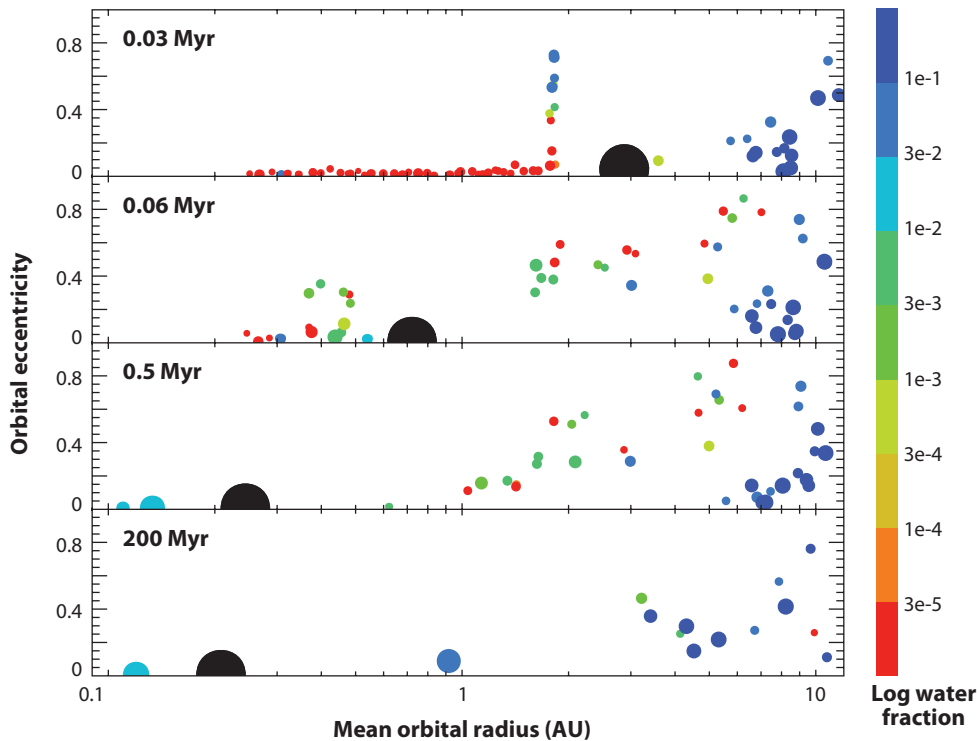 0.03 Myr
0.8
0.4
0
0.06 Myr
0.8
0.4
0
0.5 Myr
0.8
0.4
0
200 Myr
0.8
0.4
0
0.1
1
10
Orbital eccentricity
Mean orbital radius (AU)
1e-1
3e-2
1e-2
3e-3
1e-3
3e-4
1e-4
3e-5
Log water
fraction